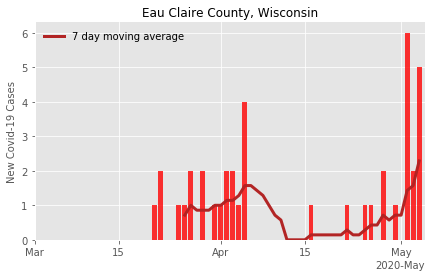 Eau Claire County, Wisconsin
7 day moving average
New Covid-19 Cases
6
5
4
3
2
1
0
Mar 15 Apr 15 May
2020-May